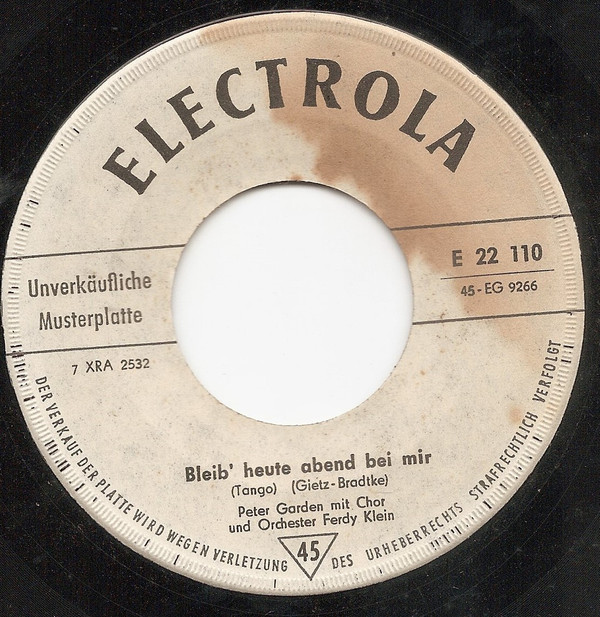 ELECTROLA
Unverkäufliche
Musterplatte
E 22 110
45-EG 9266
7 XRA 2532
Bleib' heute abend bei mir
(Tango) (Gietz-Bradtke)
Peter Garden mit Chor
und Orchester Ferdy Klein
45
DER VERKAUF DER PLATTE WIRD WEGEN VERLETZUNG DES URHEBERRECHTS STRAFRECHTLICH VERFOLGT